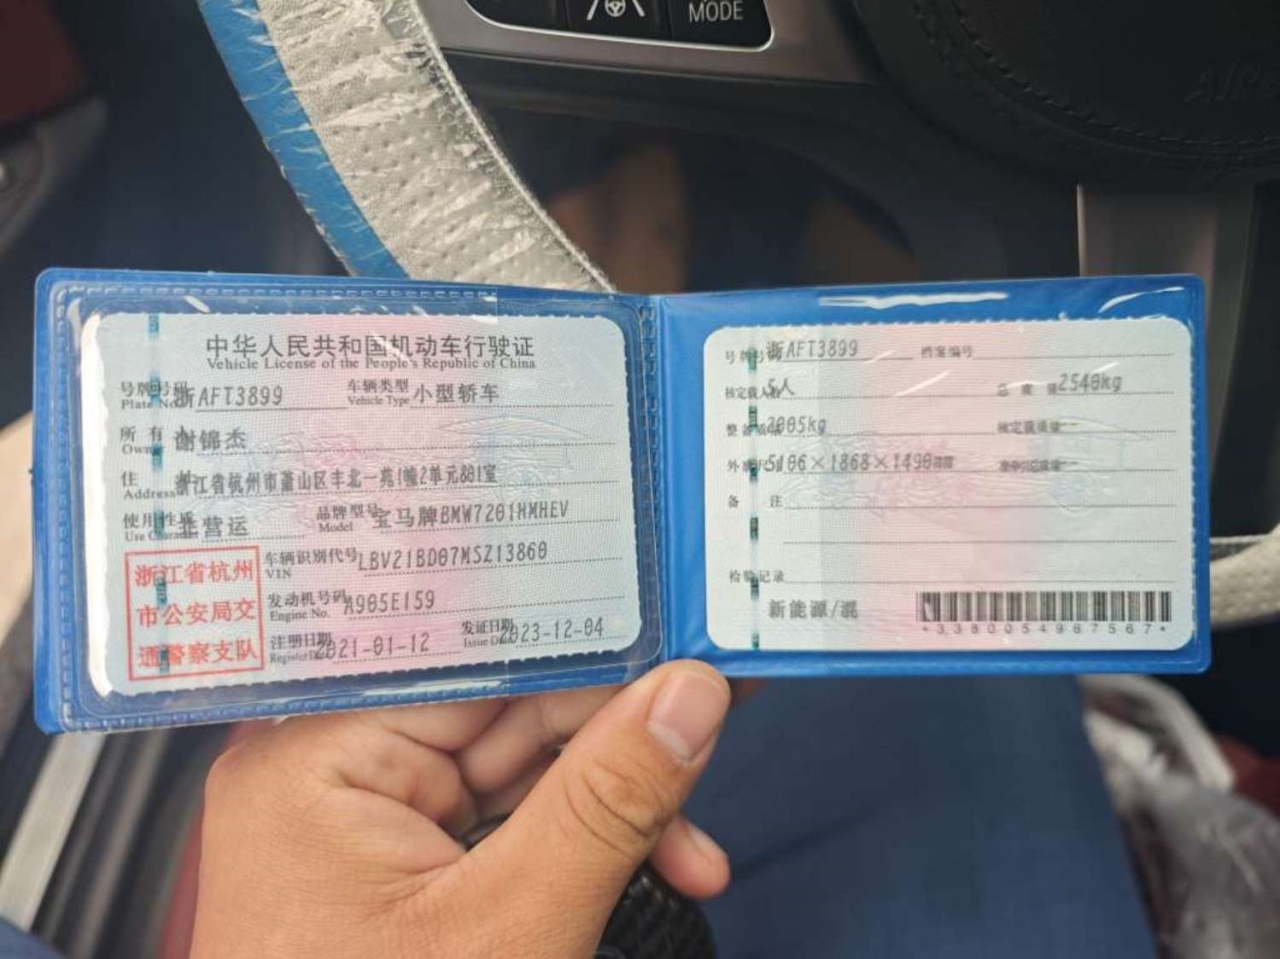 MODE
中华人民共和国机动车行驶证
Vehicle License of the People's Republic of China
号牌号码 浙AFT3899 车辆类型 小型轿车
Plate No. Vehicle Type
所有人 谢锦杰
Owner
住址 浙江省杭州市萧山区丰北一苑1幢2单元801室
Address
使用性质 非营运 品牌型号 宝马牌BMW7201HMHEV
Use Character Model
浙江省杭州
市公安局交
通警察支队
车辆识别代号 LBV21BD07MSZ13860
VIN
发动机号码 A905E159
Engine No.
注册日期 2021-01-12 发证日期 2023-12-04
Register Date Issue Date
号牌号码 浙AFT3899 档案编号
核定载人数 5人 总质量 2540kg
整备质量 2005kg 核定载质量 --
外廓尺寸 5106×1868×1490mm 准牵引总质量 --
备注
检验记录
新能源/混
*3380054967567*